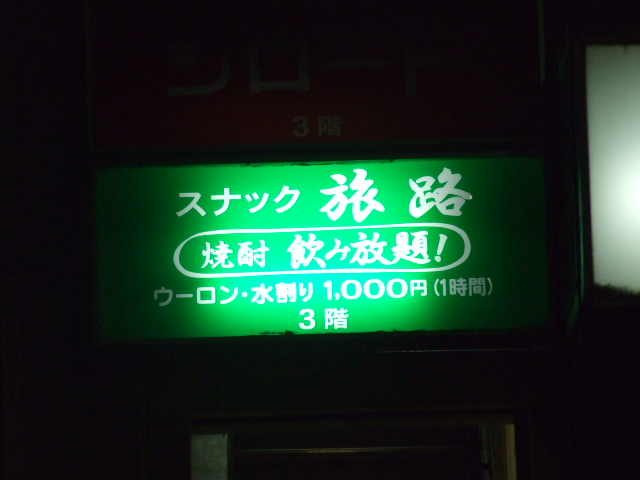 シロード
3階
スナック 旅路
焼酎 飲み放題!
ウーロン・水割り 1,000円(1時間)
3階